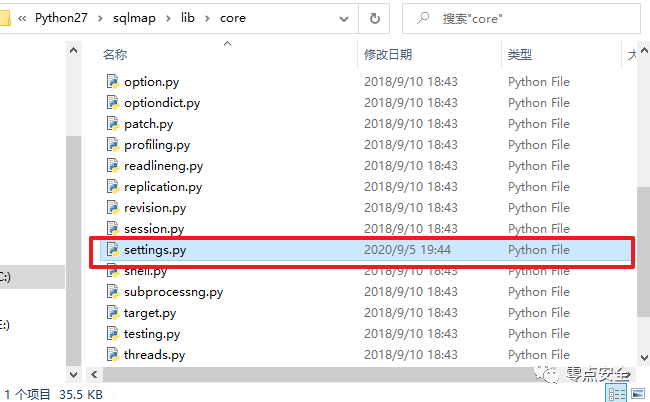 « Python27 › sqlmap › lib › core 搜索"core"
名称 修改日期 类型
option.py 2018/9/10 18:43 Python File
optiondict.py 2018/9/10 18:43 Python File
patch.py 2018/9/10 18:43 Python File
profiling.py 2018/9/10 18:43 Python File
readlineng.py 2018/9/10 18:43 Python File
replication.py 2018/9/10 18:43 Python File
revision.py 2018/9/10 18:43 Python File
session.py 2018/9/10 18:43 Python File
settings.py 2020/9/5 19:44 Python File
C:) shell.py 2018/9/10 18:43 Python File
subprocessng.py 2018/9/10 18:43 Python File
target.py 2018/9/10 18:43 Python File
E:) testing.py 2018/9/10 18:43 Python File
threads.py 2018/9/10 18:43 Python File
零点安全
1 个项目 35.5 KB